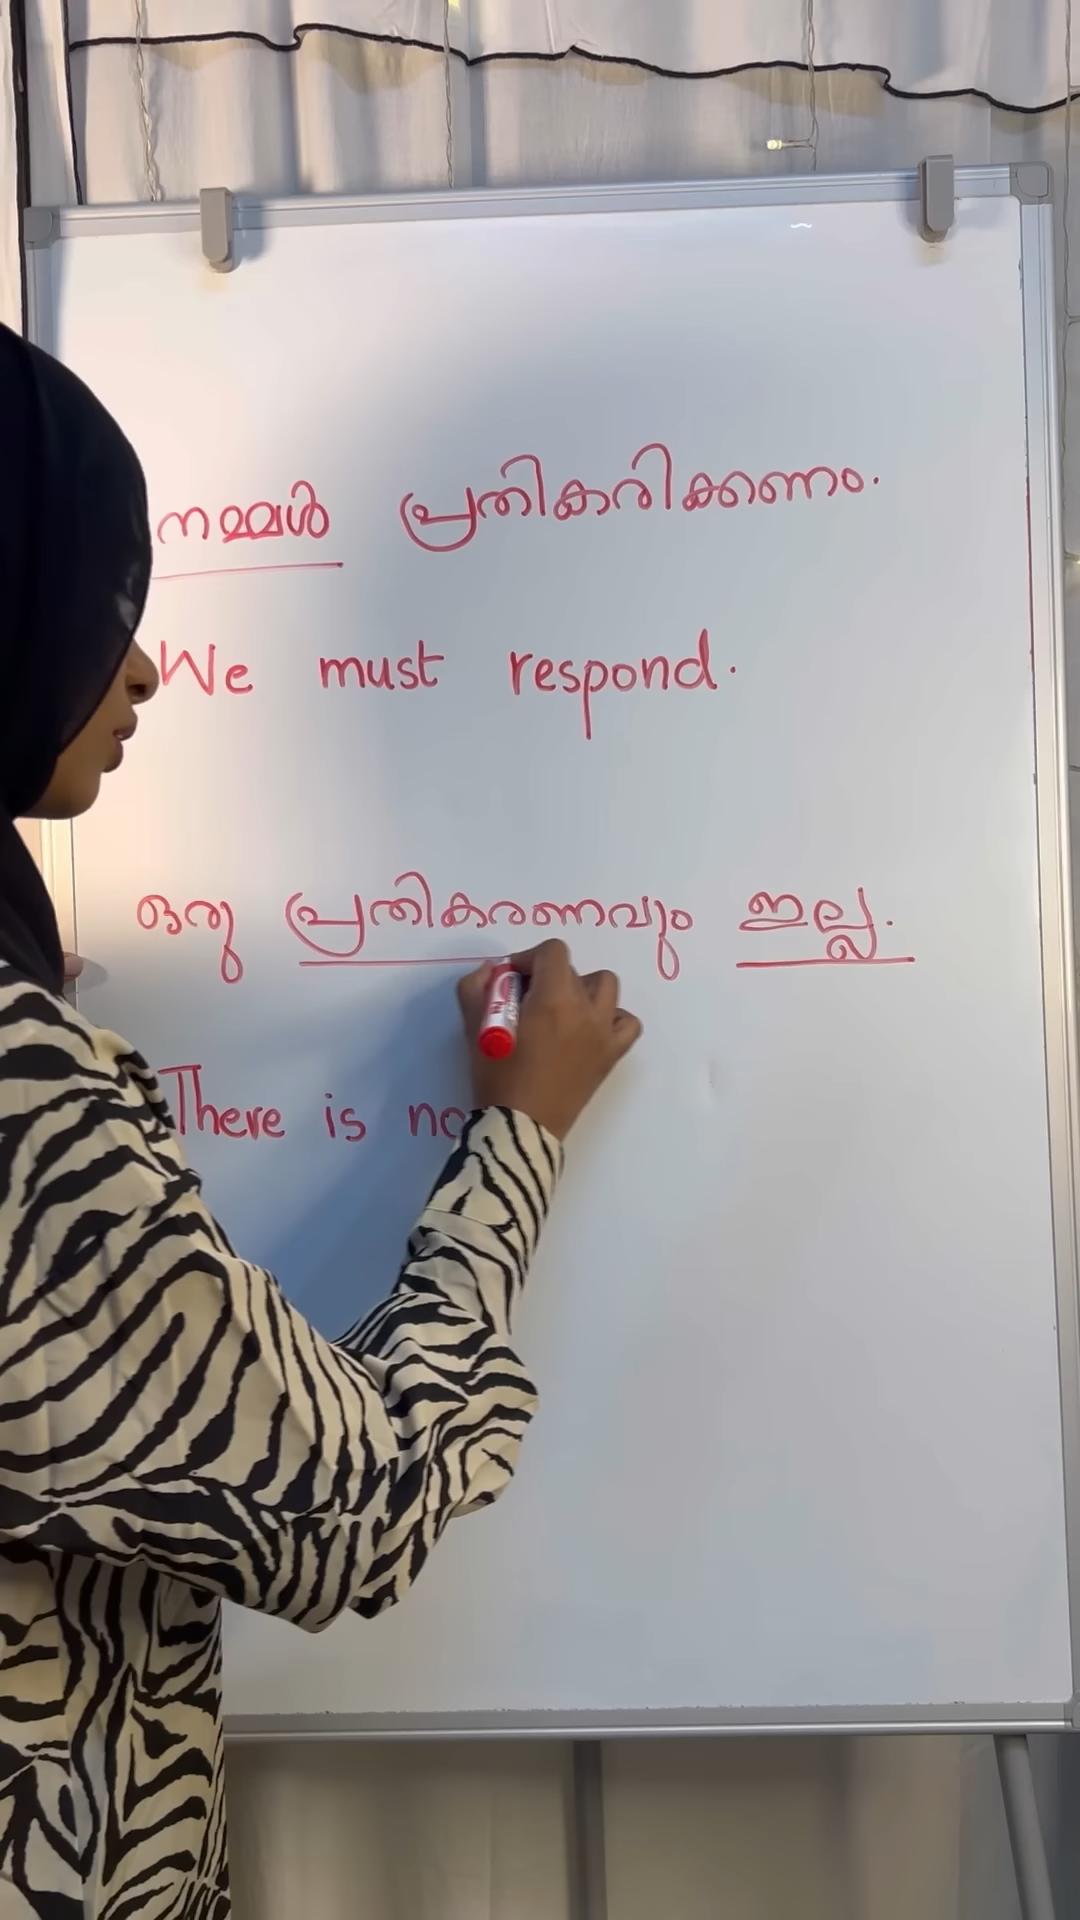 നമ്മൾ പ്രതികരിക്കണം.
We must respond.
ഒരു പ്രതികരണവും ഇല്ല.
There is no